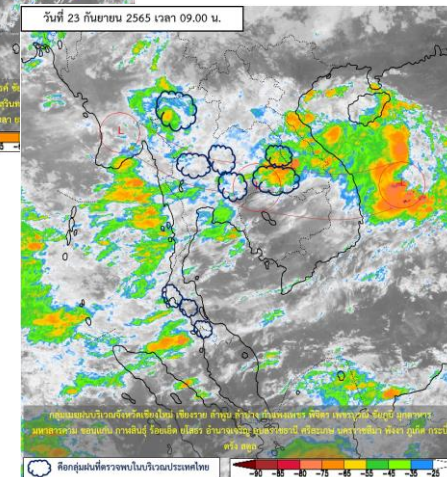 วันที่ 23 กันยายน 2565 เวลา 09.00 น.
L
กลุ่มเมฆฝนบริเวณจังหวัดเชียงใหม่ เชียงราย ลำพูน ลำปาง กำแพงเพชร พิจิตร เพชรบูรณ์ ชัยภูมิ มุกดาหาร
มหาสารคาม ขอนแก่น กาฬสินธุ์ ร้อยเอ็ด ยโสธร อำนาจเจริญ อุบลราชธานี ศรีสะเกษ นครราชสีมา พังงา ภูเก็ต กระบี่
ตรัง สตูล
คือกลุ่มฝนที่ตรวจพบในบริเวณประเทศไทย
-90 -85 -80 -75 -65 -55 -45 -35 -25